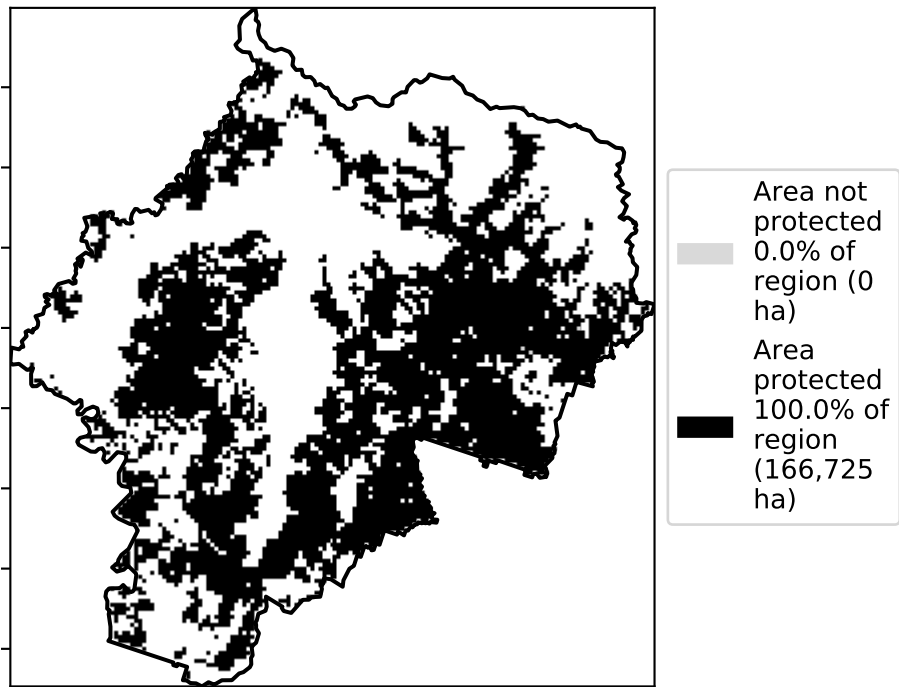 Area not
protected
0.0% of
region (0
ha)
Area
protected
100.0% of
region
(166,725
ha)